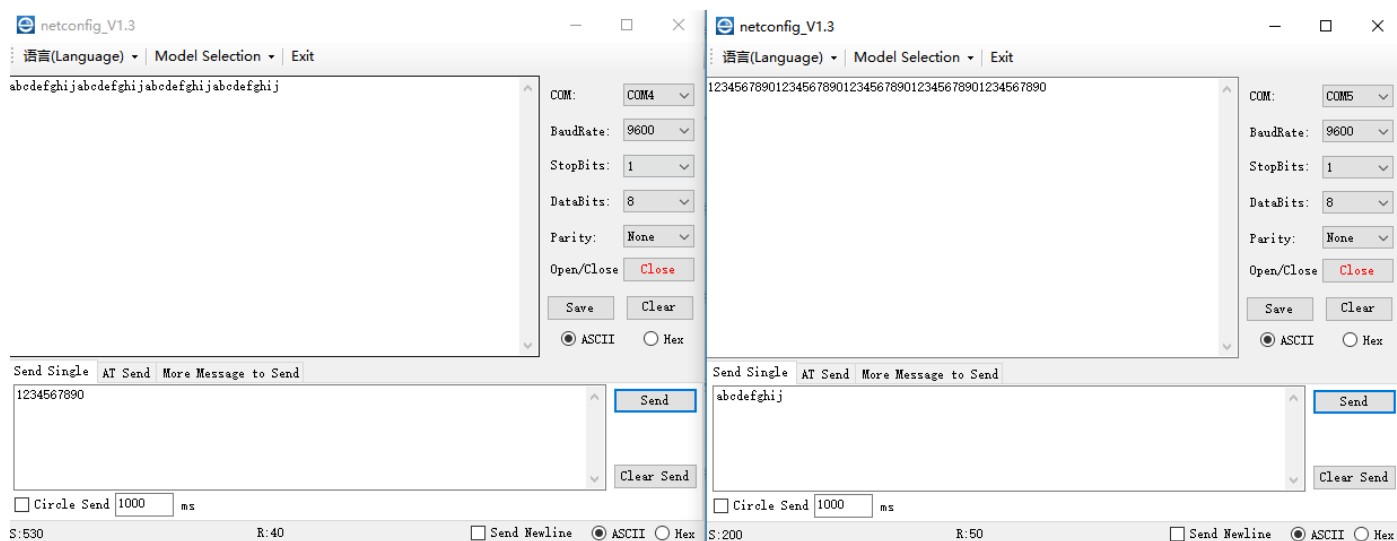 netconfig_V1.3
语言(Language) Model Selection Exit
abcdefghijabcdefghijabcdefghijabcdefghij
COM: COM4
BaudRate: 9600
StopBits: 1
DataBits: 8
Parity: None
Open/Close Close
Save Clear
ASCII Hex
Send Single AT Send More Message to Send
1234567890
Send
Clear Send
Circle Send 1000 ms
S:530 R:40 Send Newline ASCII Hex
netconfig_V1.3
语言(Language) Model Selection Exit
12345678901234567890123456789012345678901234567890
COM: COM5
BaudRate: 9600
StopBits: 1
DataBits: 8
Parity: None
Open/Close Close
Save Clear
ASCII Hex
Send Single AT Send More Message to Send
abcdefghij
Send
Clear Send
Circle Send 1000 ms
S:200 R:50 Send Newline ASCII Hex